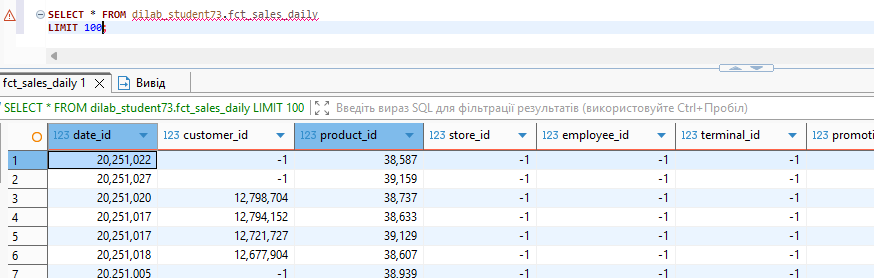 SELECT * FROM dilab_student73.fct_sales_daily
LIMIT 100;
fct_sales_daily 1 Вивід
SELECT * FROM dilab_student73.fct_sales_daily LIMIT 100 Введіть вираз SQL для фільтрації результатів (використовуйте Ctrl+Пробіл)
123 date_id 123 customer_id 123 product_id 123 store_id 123 employee_id 123 terminal_id 123 promoti
1 20,251,022 -1 38,587 -1 -1 -1
2 20,251,027 -1 39,159 -1 -1 -1
3 20,251,020 12,798,704 38,737 -1 -1 -1
4 20,251,017 12,794,152 38,633 -1 -1 -1
5 20,251,017 12,721,727 39,129 -1 -1 -1
6 20,251,018 12,677,904 38,607 -1 -1 -1
7 20,251,005 -1 38,939 -1 -1 -1